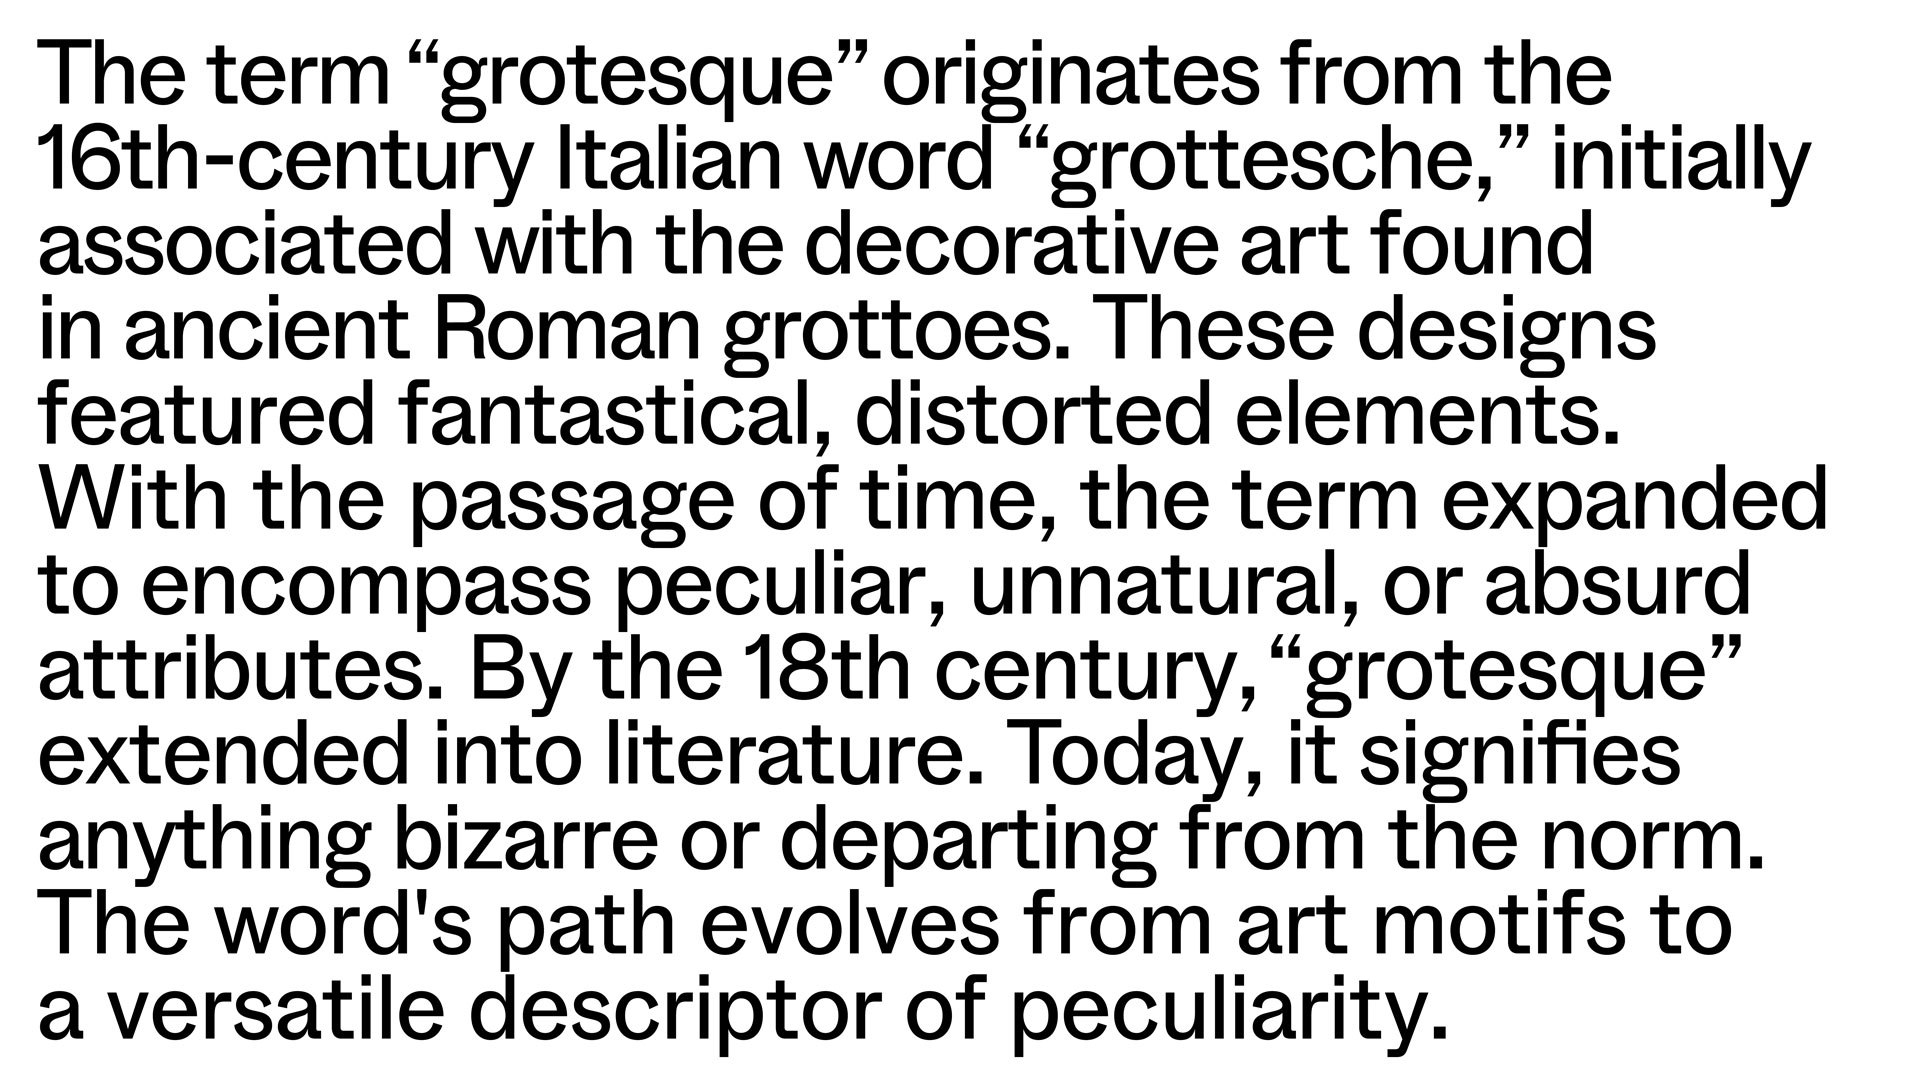 The term “grotesque” originates from the
16th-century Italian word “grottesche,” initially
associated with the decorative art found
in ancient Roman grottoes. These designs
featured fantastical, distorted elements.
With the passage of time, the term expanded
to encompass peculiar, unnatural, or absurd
attributes. By the 18th century, “grotesque”
extended into literature. Today, it signifies
anything bizarre or departing from the norm.
The word's path evolves from art motifs to
a versatile descriptor of peculiarity.